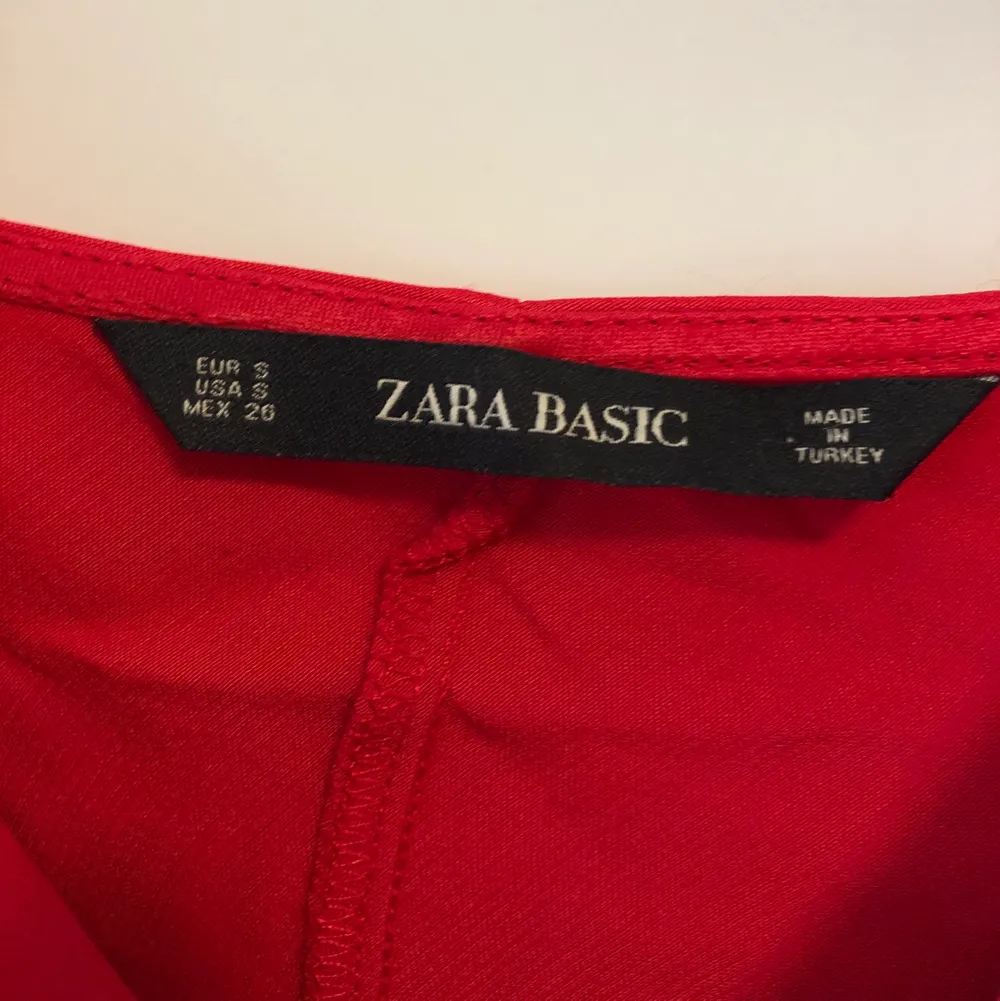 EUR S
USA S
MEX 26
ZARA BASIC
MADE
IN
TURKEY